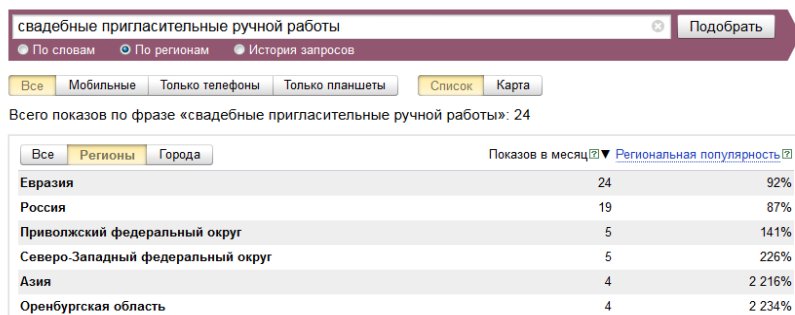 свадебные пригласительные ручной работы Подобрать
По словам По регионам История запросов
Все Мобильные Только телефоны Только планшеты Список Карта
Всего показов по фразе «свадебные пригласительные ручной работы»: 24
Все Регионы Города Показов в месяц ? ▼ Региональная популярность ?
Евразия 24 92%
Россия 19 87%
Приволжский федеральный округ 5 141%
Северо-Западный федеральный округ 5 226%
Азия 4 2 216%
Оренбургская область 4 2 234%